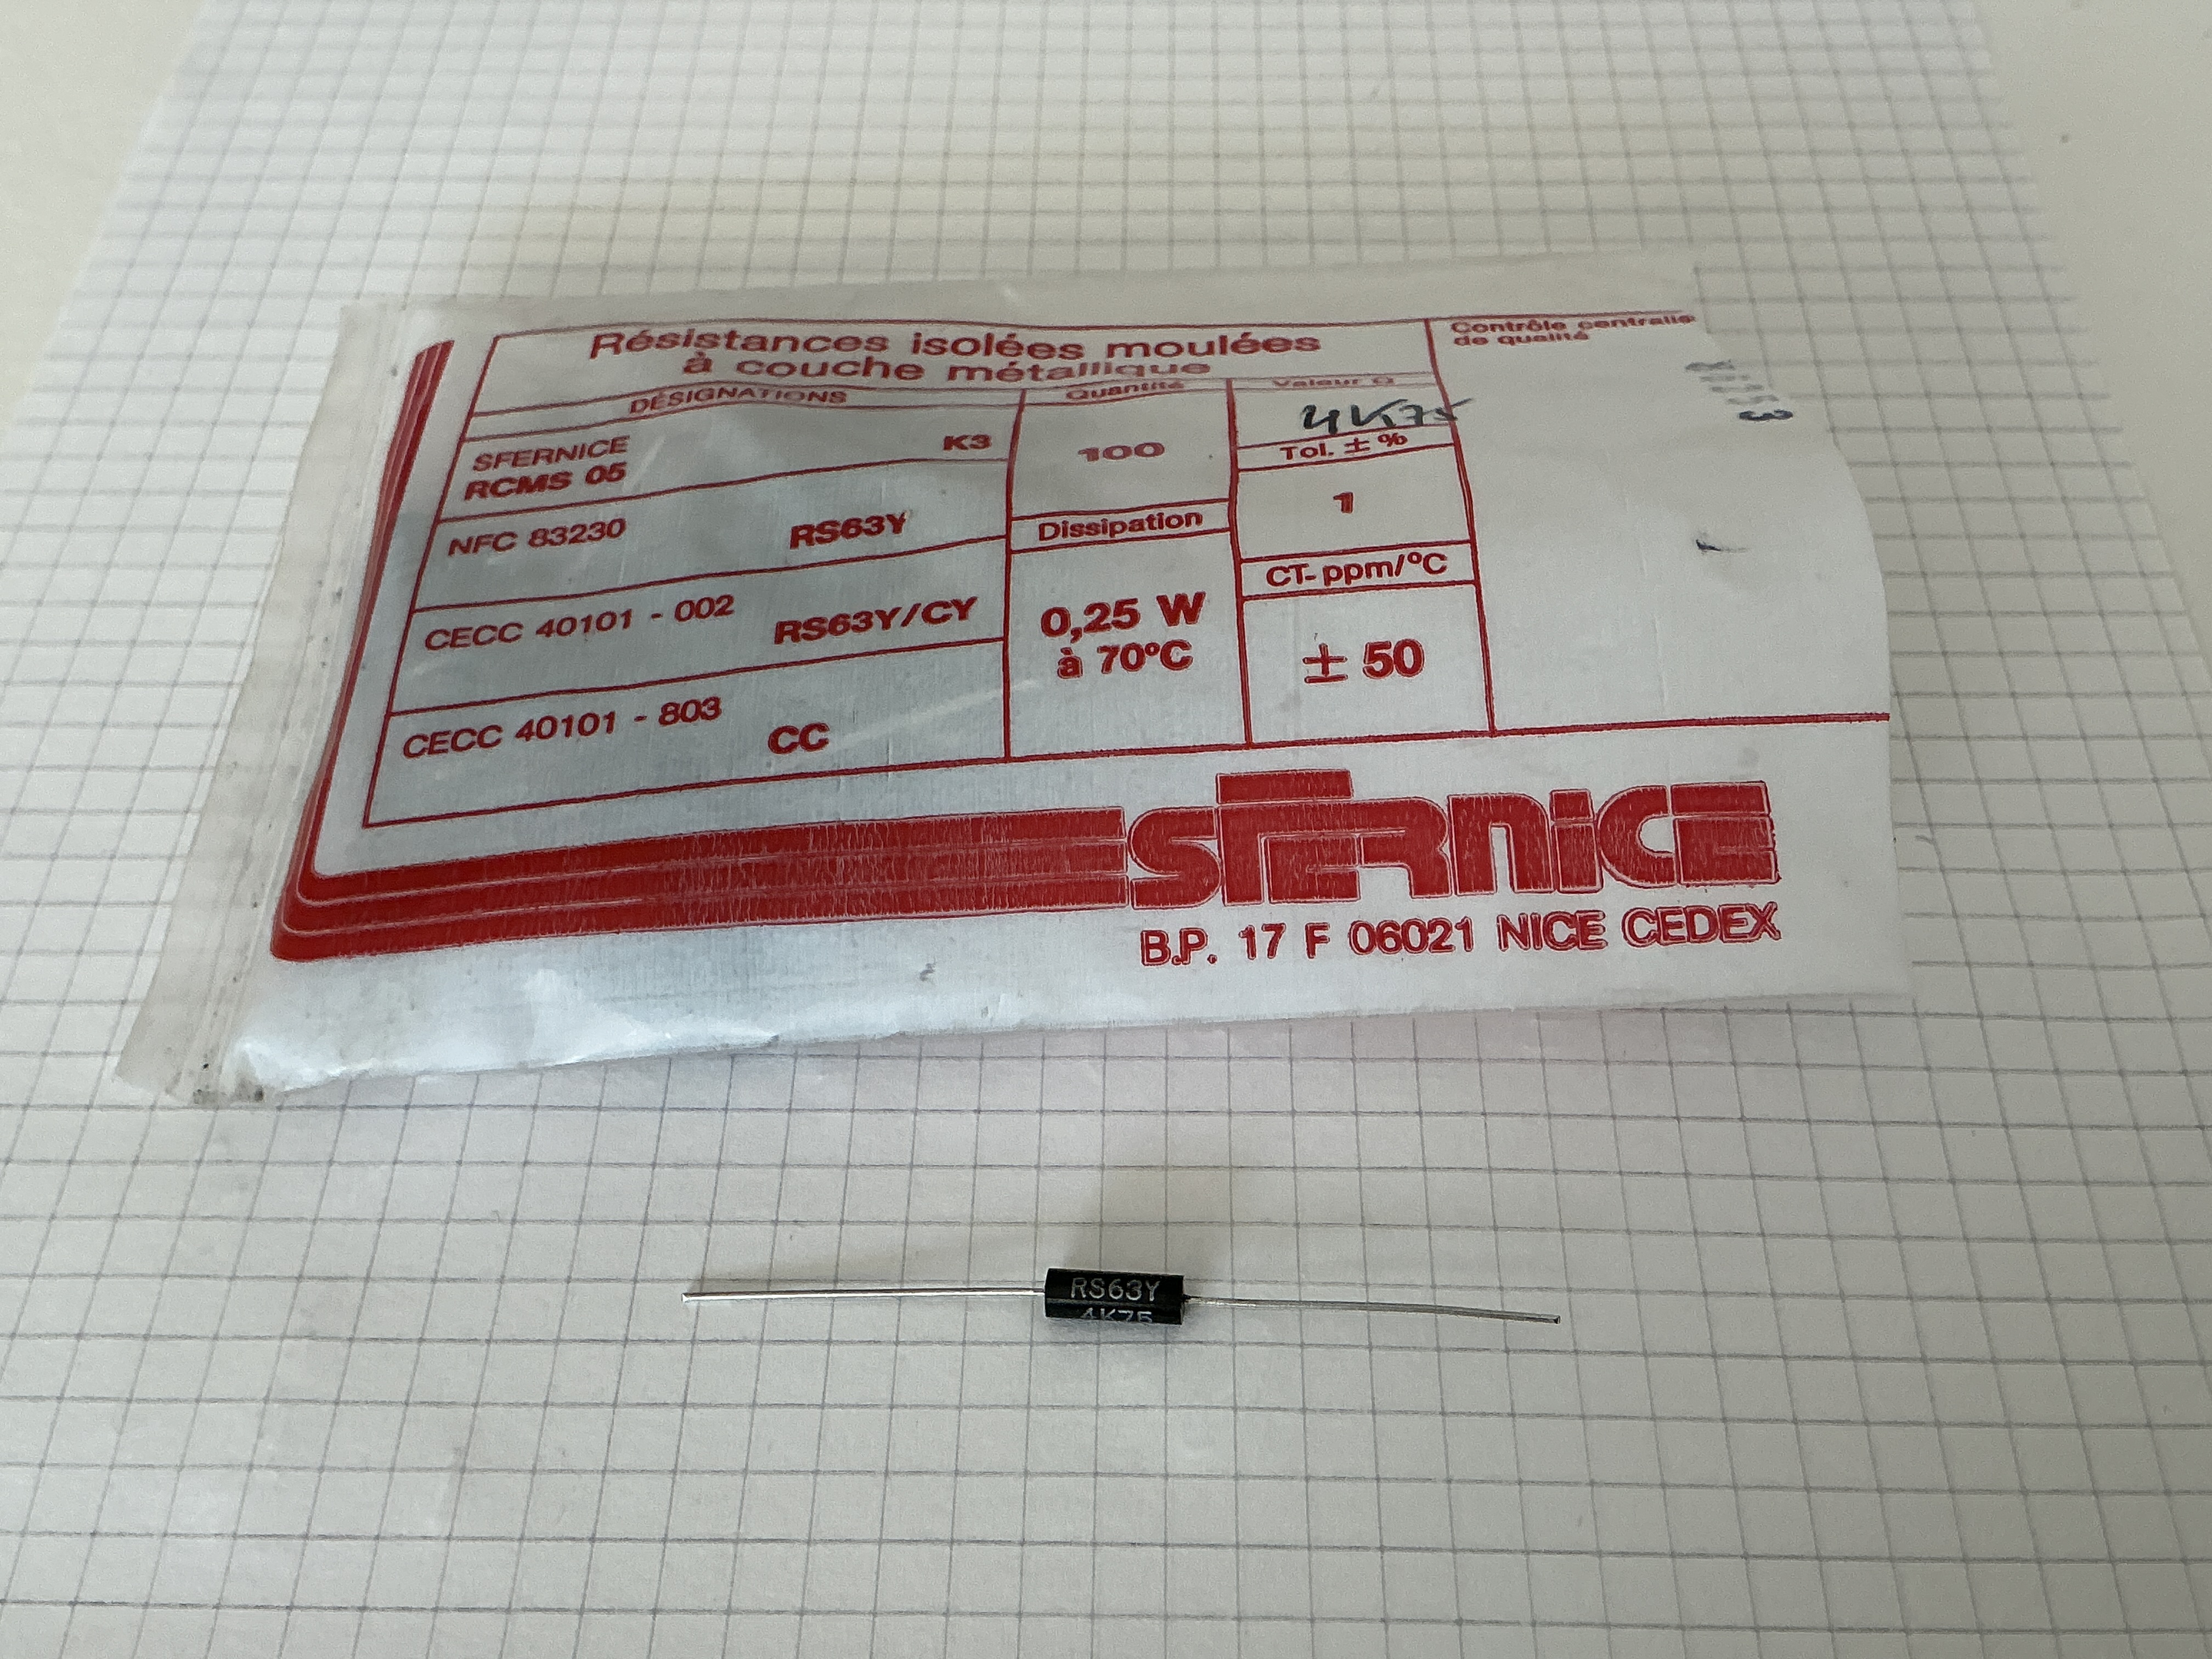 Résistances isolées moulées
à couche métallique
Contrôle centralisé
de qualité
DÉSIGNATIONS
Quantité
Valeur Ω
SFERNICE K3
RCMS 05
100
4K75
Tol. ± %
1
NFC 83230 RS63Y
Dissipation
CT- ppm/°C
CECC 40101 - 002 RS63Y/CY
0,25 W
à 70°C
± 50
CECC 40101 - 803 CC
SFERNICE
B.P. 17 F 06021 NICE CEDEX
RS63Y
4K75